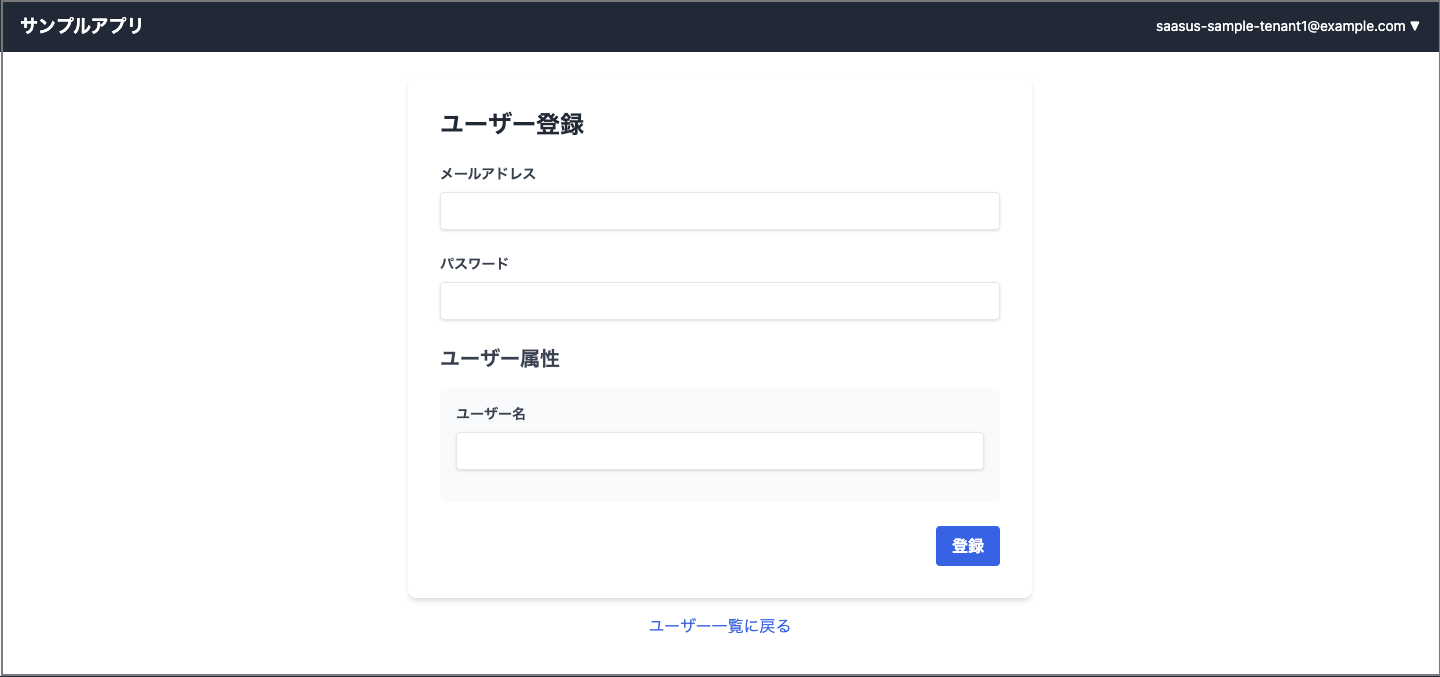 サンプルアプリ
saasus-sample-tenant1@example.com ▼
ユーザー登録
メールアドレス
パスワード
ユーザー属性
ユーザー名
登録
ユーザー一覧に戻る